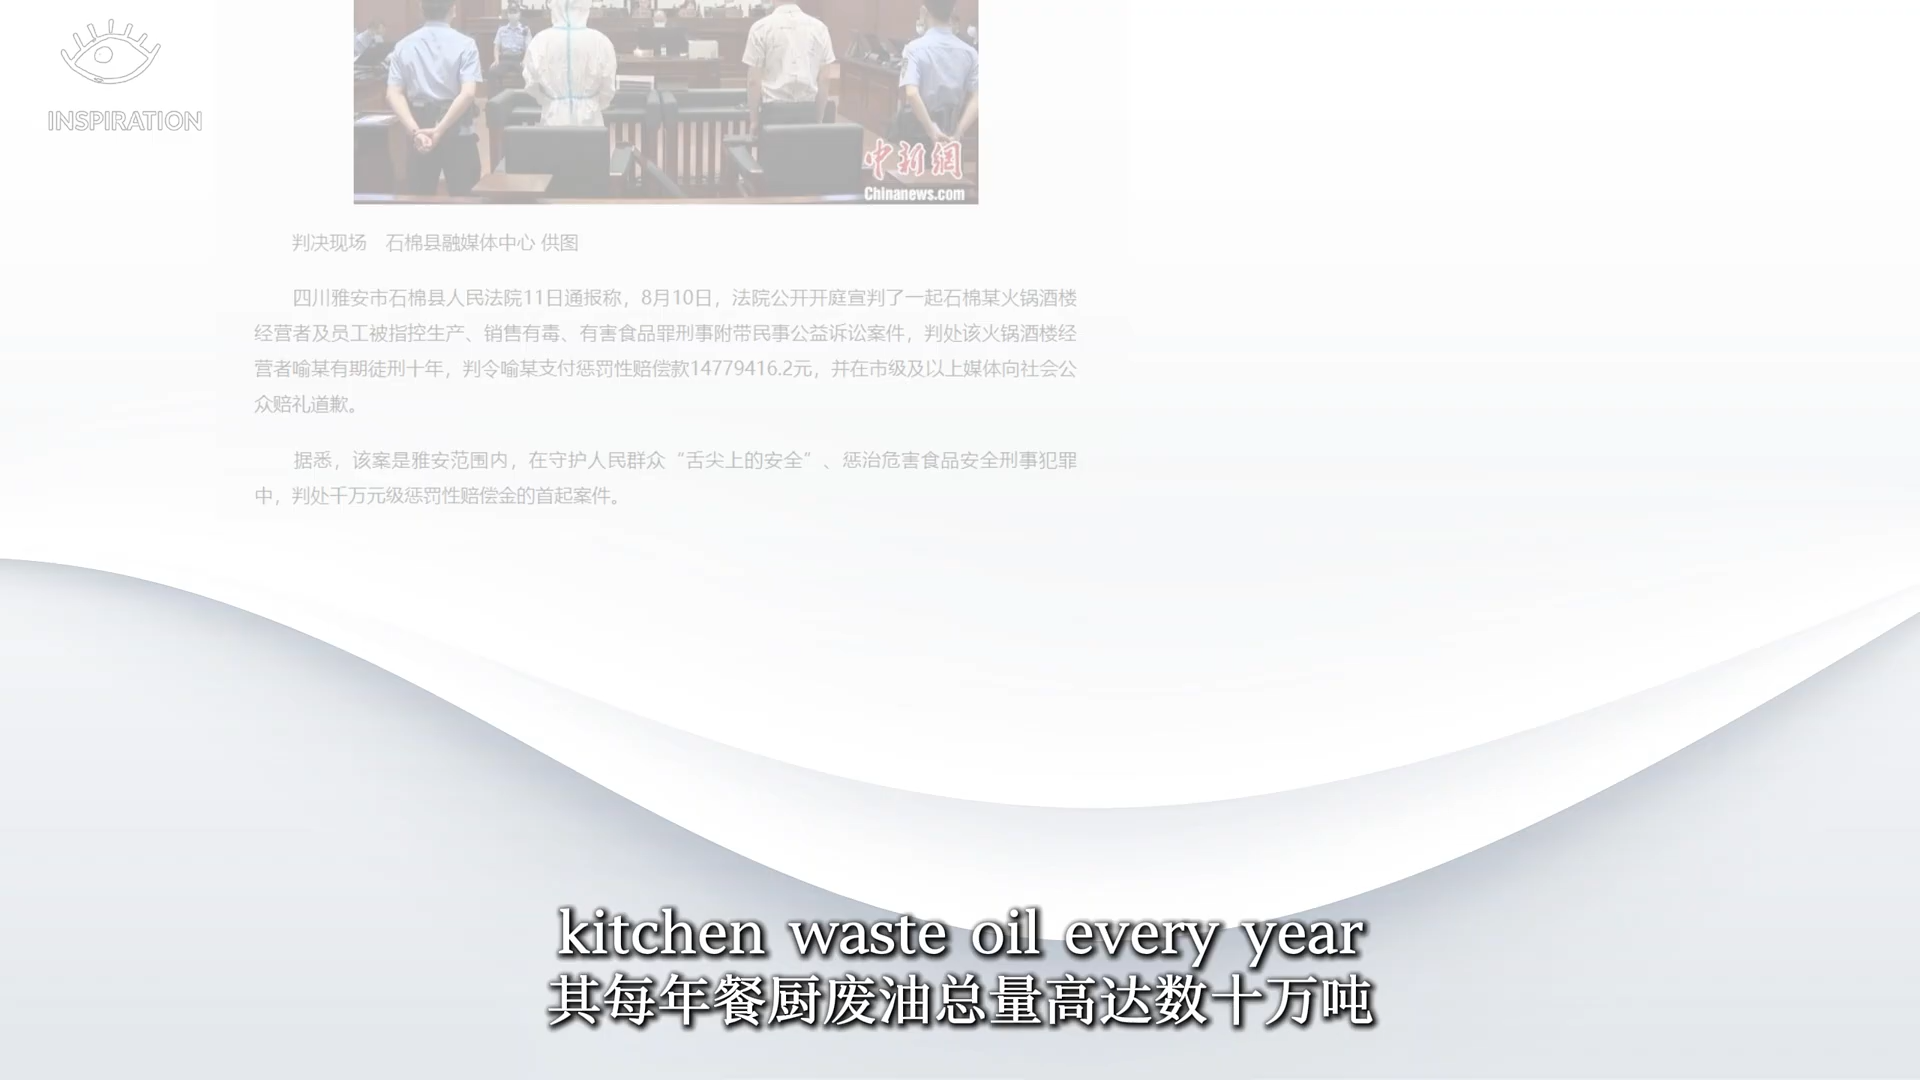 INSPIRATION
中新網
Chinanews.com
判决现场 石棉县融媒体中心 供图
四川雅安市石棉县人民法院11日通报称，8月10日，法院公开开庭宣判了一起石棉某火锅酒楼
经营者及员工被指控生产、销售有毒、有害食品罪刑事附带民事公益诉讼案件，判处该火锅酒楼经
营者喻某有期徒刑十年，判令喻某支付惩罚性赔偿款14779416.2元，并在市级及以上媒体向社会公
众赔礼道歉。
据悉，该案是雅安范围内，在守护人民群众“舌尖上的安全”、惩治危害食品安全刑事犯罪
中，判处千万元级惩罚性赔偿金的首起案件。
kitchen waste oil every year
其每年餐厨废油总量高达数十万吨